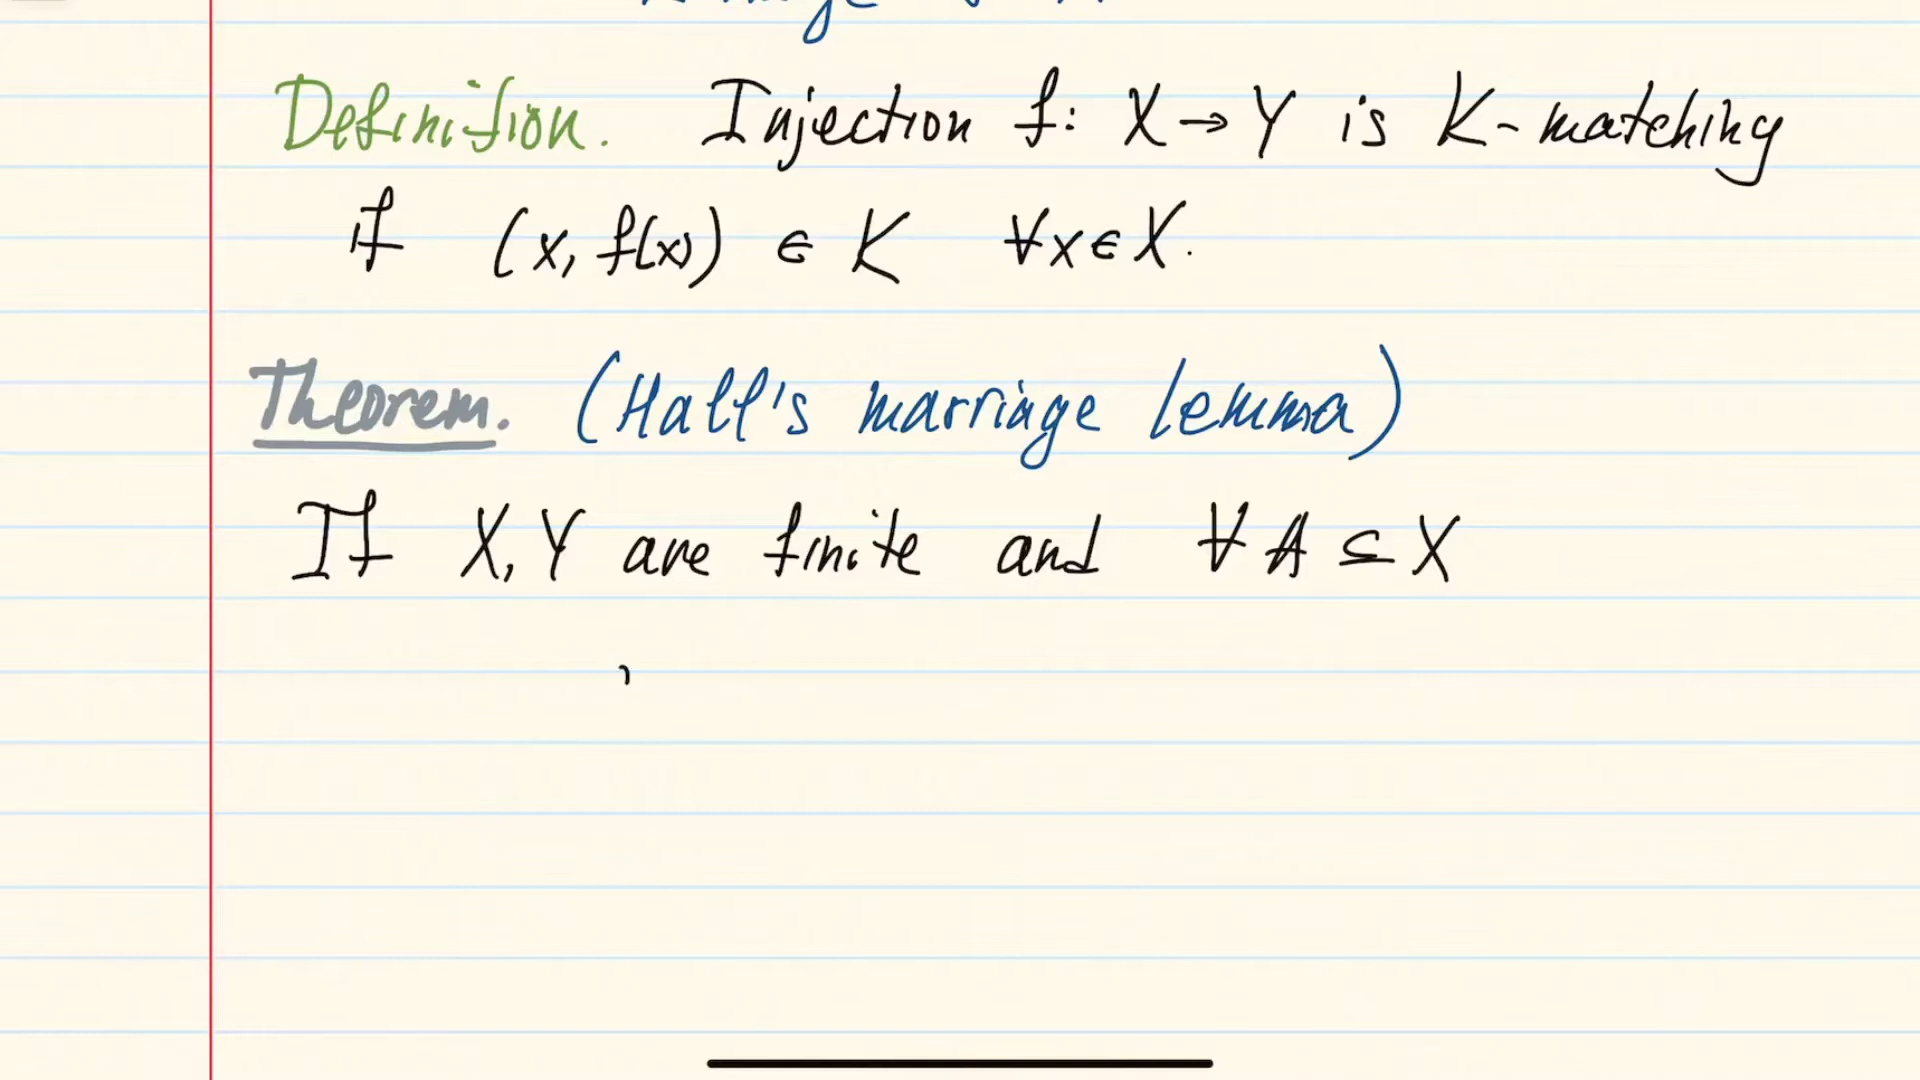 Definition. Injection f: X → Y is K-matching
if (x, f(x)) ∈ K ∀x∈X.
Theorem. (Hall's marriage lemma)
If X, Y are finite and ∀ A ⊆ X